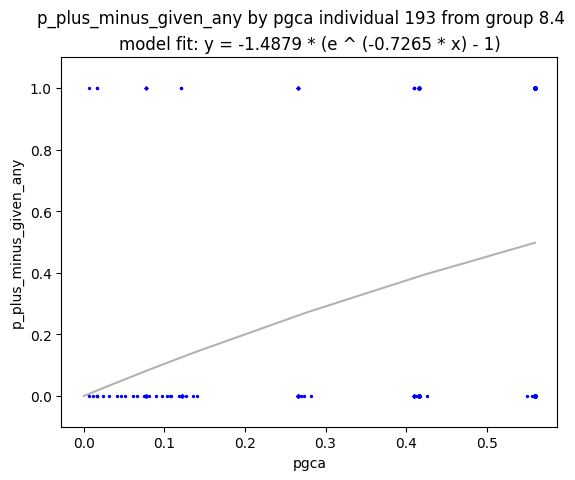 p_plus_minus_given_any by pgca individual 193 from group 8.4
model fit: y = -1.4879 * (e ^ (-0.7265 * x) - 1)
1.0
0.8
0.6
0.4
0.2
0.0
p_plus_minus_given_any
0.0 0.1 0.2 0.3 0.4 0.5
pgca